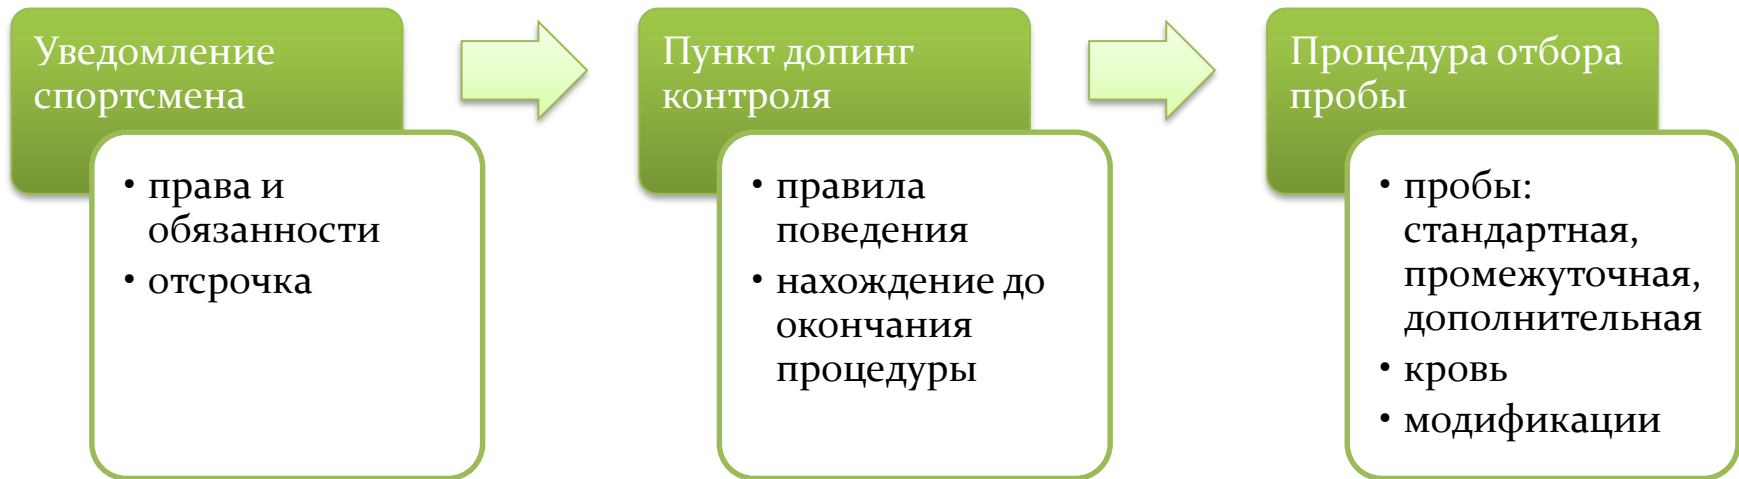 Уведомление
спортсмена
• права и
обязанности
• отсрочка
Пункт допинг
контроля
• правила
поведения
• нахождение до
окончания
процедуры
Процедура отбора
пробы
• пробы:
стандартная,
промежуточная,
дополнительная
• кровь
• модификации